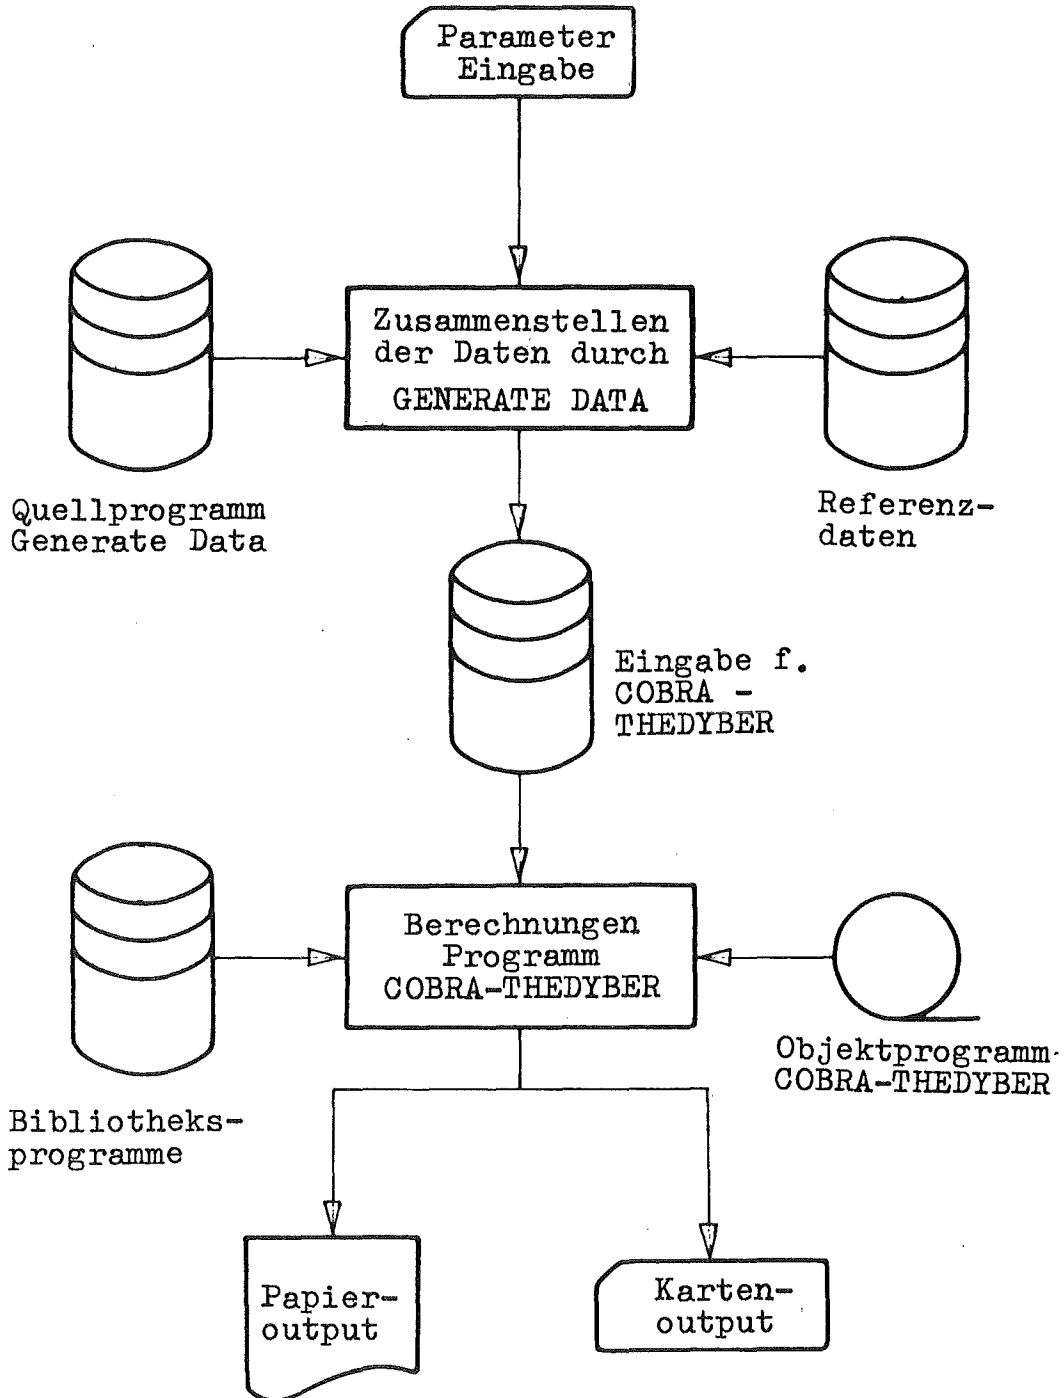 Parameter
Eingabe
Zusammenstellen
der Daten durch
GENERATE DATA
Quellprogramm
Generate Data
Referenz-
daten
Eingabe f.
COBRA -
THEDYBER
Berechnungen
Programm
COBRA-THEDYBER
Objektprogramm
COBRA-THEDYBER
Bibliotheks-
programme
Papier-
output
Karten-
output